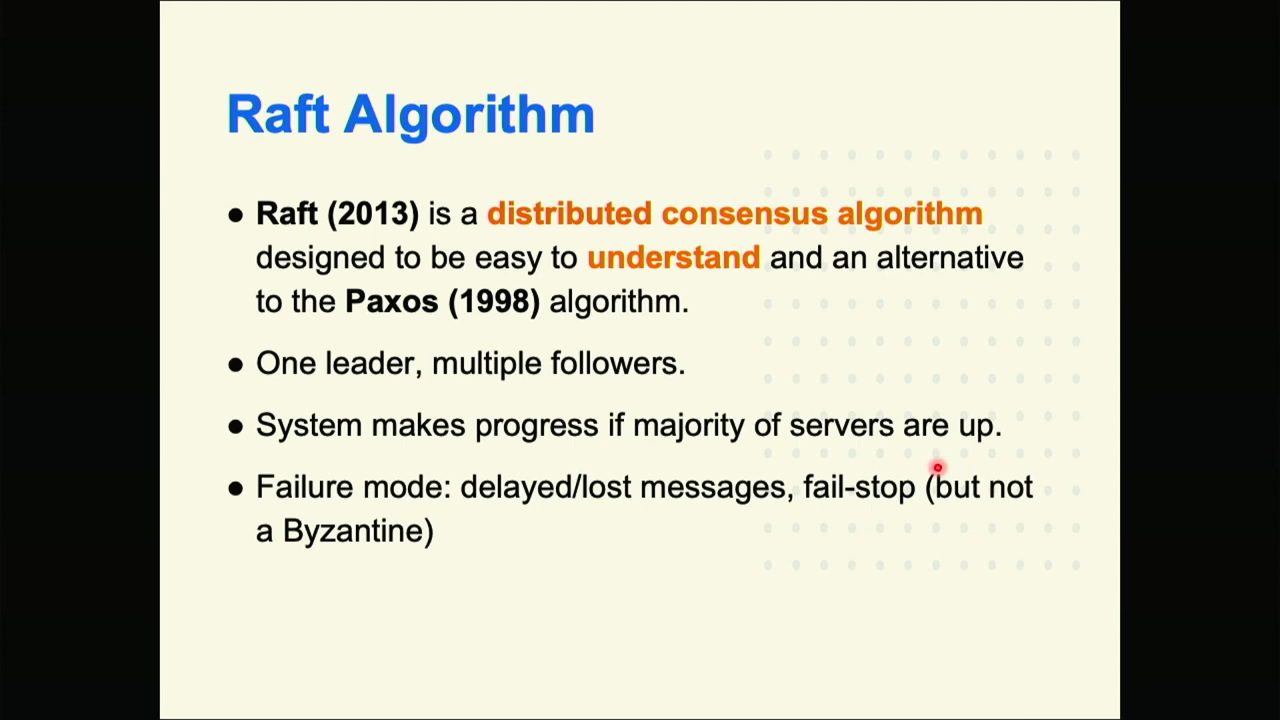 Raft Algorithm
● Raft (2013) is a distributed consensus algorithm
designed to be easy to understand and an alternative
to the Paxos (1998) algorithm.
● One leader, multiple followers.
● System makes progress if majority of servers are up.
● Failure mode: delayed/lost messages, fail-stop (but not
a Byzantine)